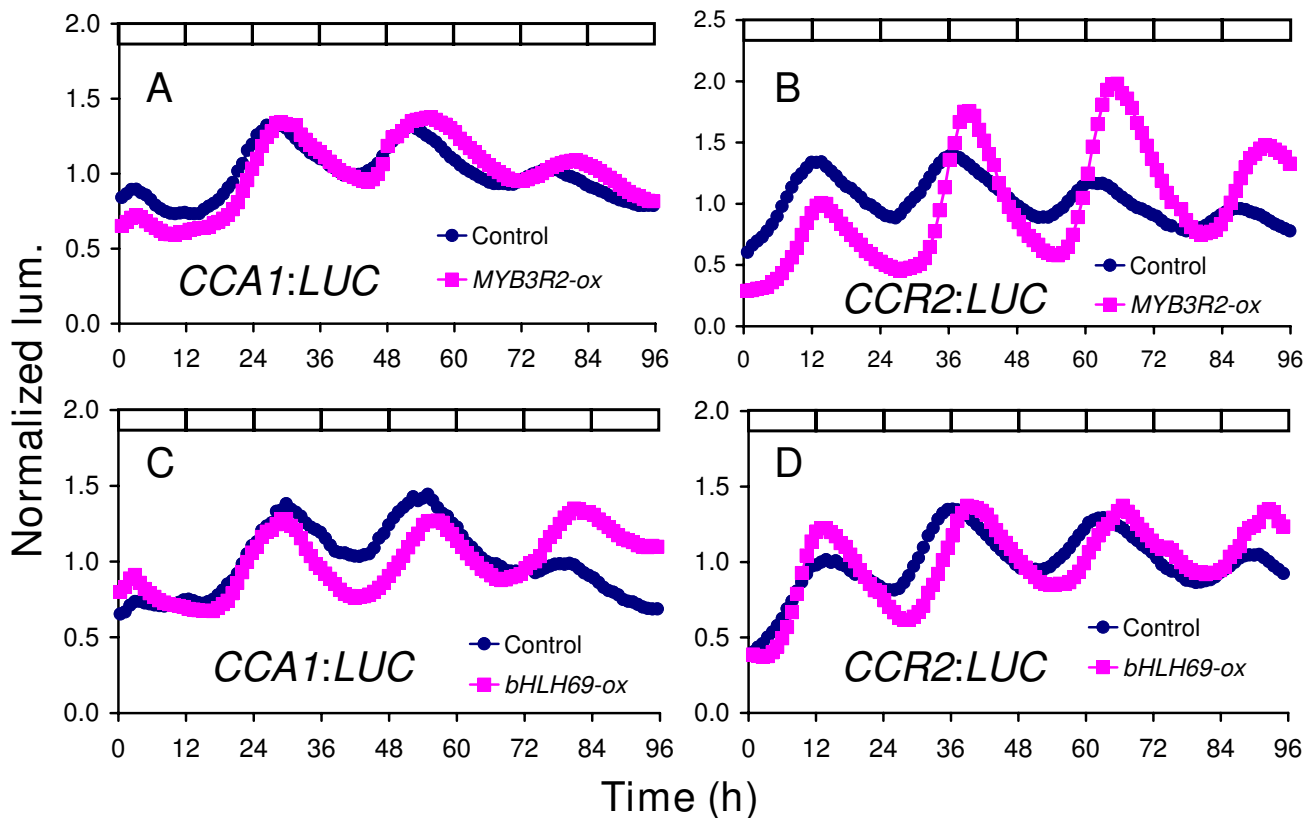 Normalized lum.
2.0
1.5
1.0
0.5
0.0
A
Control
MYB3R2-ox
CCA1:LUC
0 12 24 36 48 60 72 84 96
2.5
2.0
1.5
1.0
0.5
0.0
B
Control
MYB3R2-ox
CCR2:LUC
0 12 24 36 48 60 72 84 96
2.0
1.5
1.0
0.5
0.0
C
Control
bHLH69-ox
CCA1:LUC
0 12 24 36 48 60 72 84 96
2.0
1.5
1.0
0.5
0.0
D
Control
bHLH69-ox
CCR2:LUC
0 12 24 36 48 60 72 84 96
Time (h)